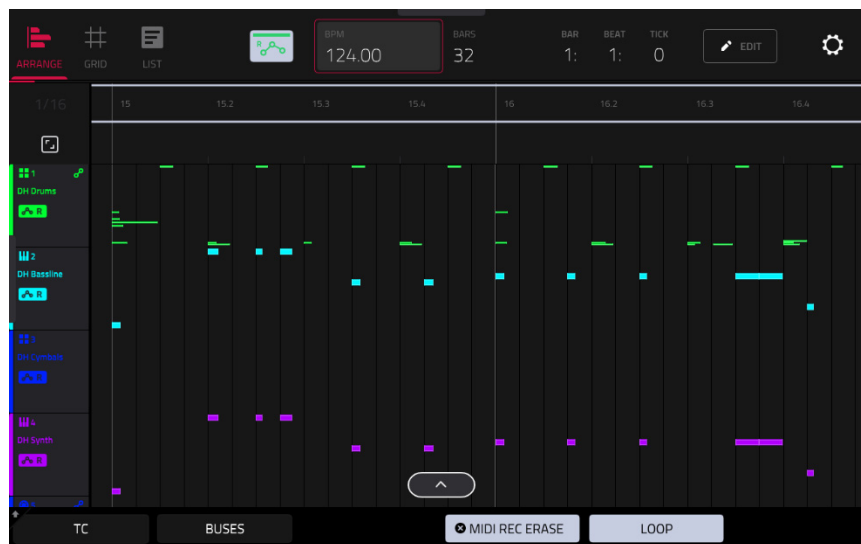 BPM BARS BAR BEAT TICK
124.00 32 1: 1: 0 EDIT
ARRANGE GRID LIST
1/16 15 15.2 15.3 15.4 16 16.2 16.3 16.4
1
DH Drums
R
2
DH Bassline
R
3
DH Cymbals
R
4
DH Synth
R
TC BUSES MIDI REC ERASE LOOP